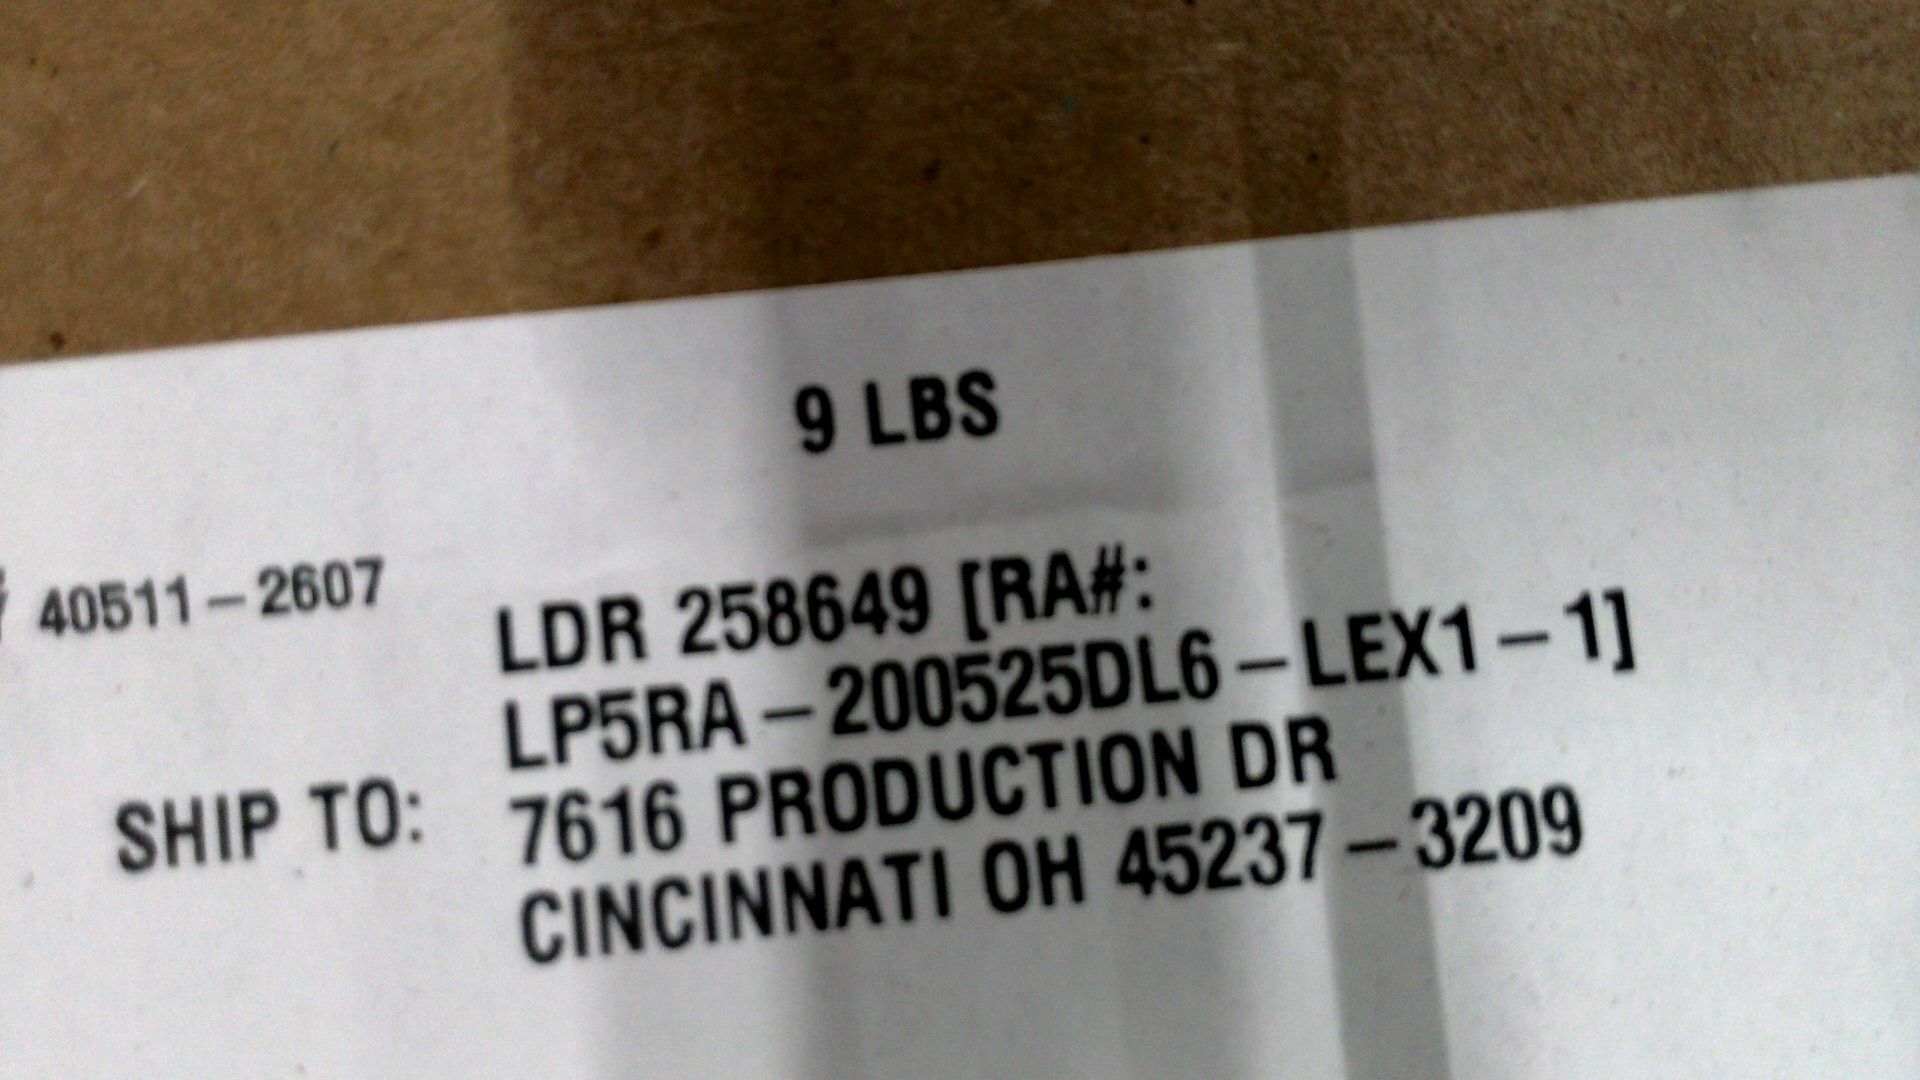 9 LBS
40511-2607
LDR 258649 [RA#:
LP5RA-200525DL6-LEX1-1]
SHIP TO: 7616 PRODUCTION DR
CINCINNATI OH 45237-3209